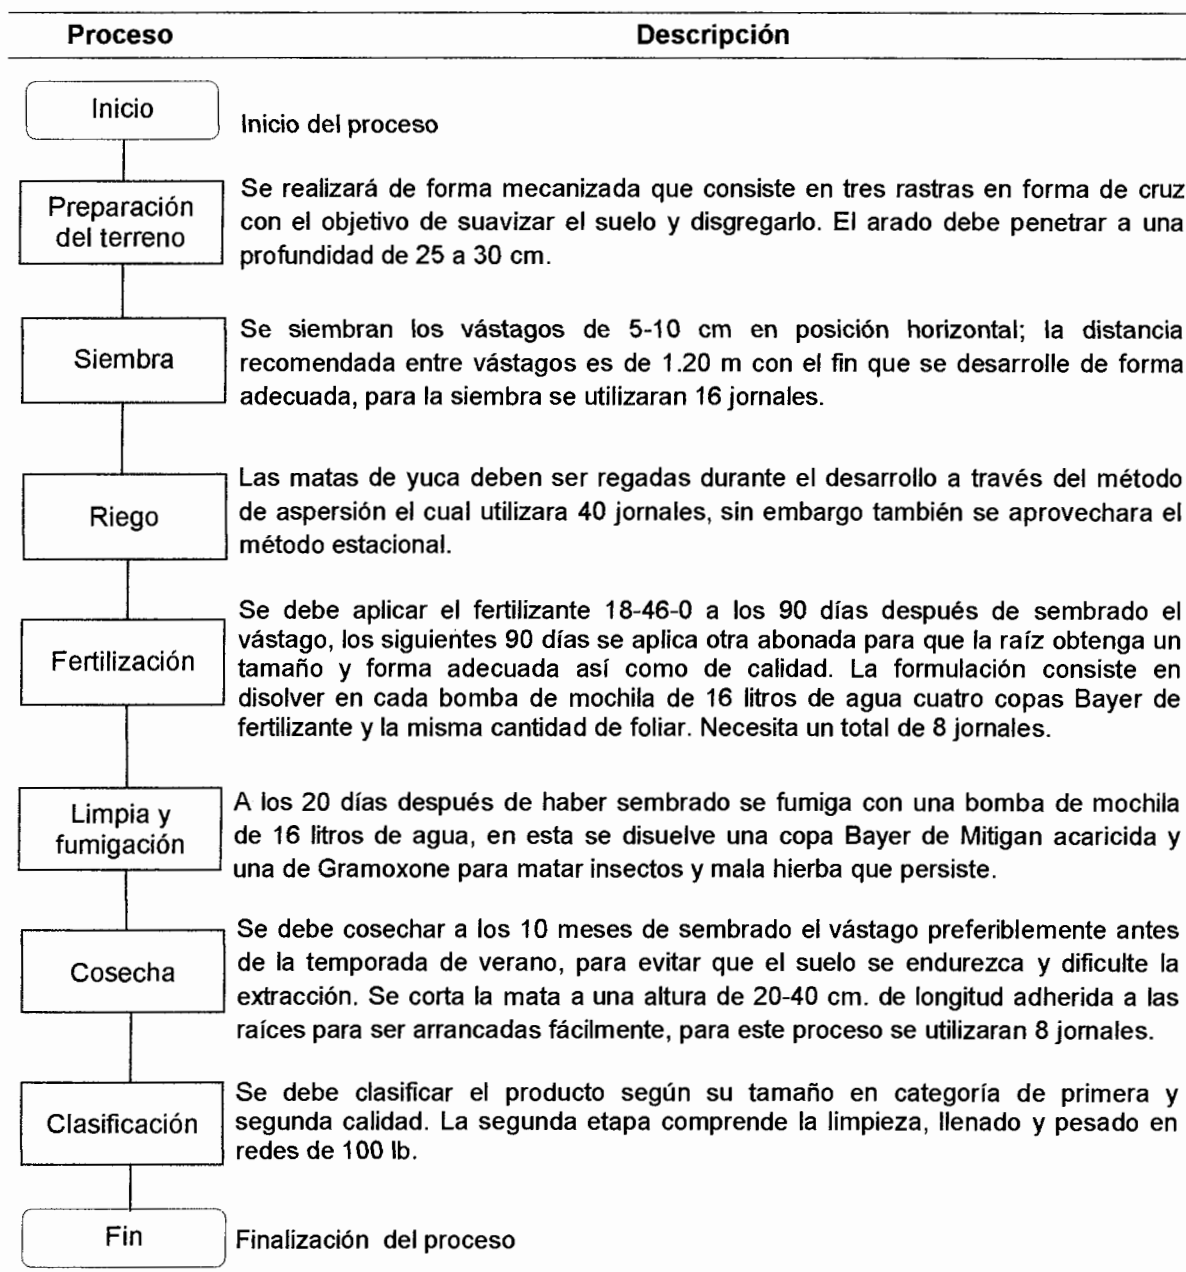 Proceso Descripción
Inicio
Inicio del proceso
Preparación
del terreno
Se realizará de forma mecanizada que consiste en tres rastras en forma de cruz
con el objetivo de suavizar el suelo y disgregarlo. El arado debe penetrar a una
profundidad de 25 a 30 cm.
Siembra
Se siembran los vástagos de 5-10 cm en posición horizontal; la distancia
recomendada entre vástagos es de 1.20 m con el fin que se desarrolle de forma
adecuada, para la siembra se utilizaran 16 jornales.
Riego
Las matas de yuca deben ser regadas durante el desarrollo a través del método
de aspersión el cual utilizara 40 jornales, sin embargo también se aprovechara el
método estacional.
Fertilización
Se debe aplicar el fertilizante 18-46-0 a los 90 días después de sembrado el
vástago, los siguientes 90 días se aplica otra abonada para que la raíz obtenga un
tamaño y forma adecuada así como de calidad. La formulación consiste en
disolver en cada bomba de mochila de 16 litros de agua cuatro copas Bayer de
fertilizante y la misma cantidad de foliar. Necesita un total de 8 jornales.
Limpia y
fumigación
A los 20 días después de haber sembrado se fumiga con una bomba de mochila
de 16 litros de agua, en esta se disuelve una copa Bayer de Mitigan acaricida y
una de Gramoxone para matar insectos y mala hierba que persiste.
Cosecha
Se debe cosechar a los 10 meses de sembrado el vástago preferiblemente antes
de la temporada de verano, para evitar que el suelo se endurezca y dificulte la
extracción. Se corta la mata a una altura de 20-40 cm. de longitud adherida a las
raíces para ser arrancadas fácilmente, para este proceso se utilizaran 8 jornales.
Clasificación
Se debe clasificar el producto según su tamaño en categoría de primera y
segunda calidad. La segunda etapa comprende la limpieza, llenado y pesado en
redes de 100 lb.
Fin
Finalización del proceso